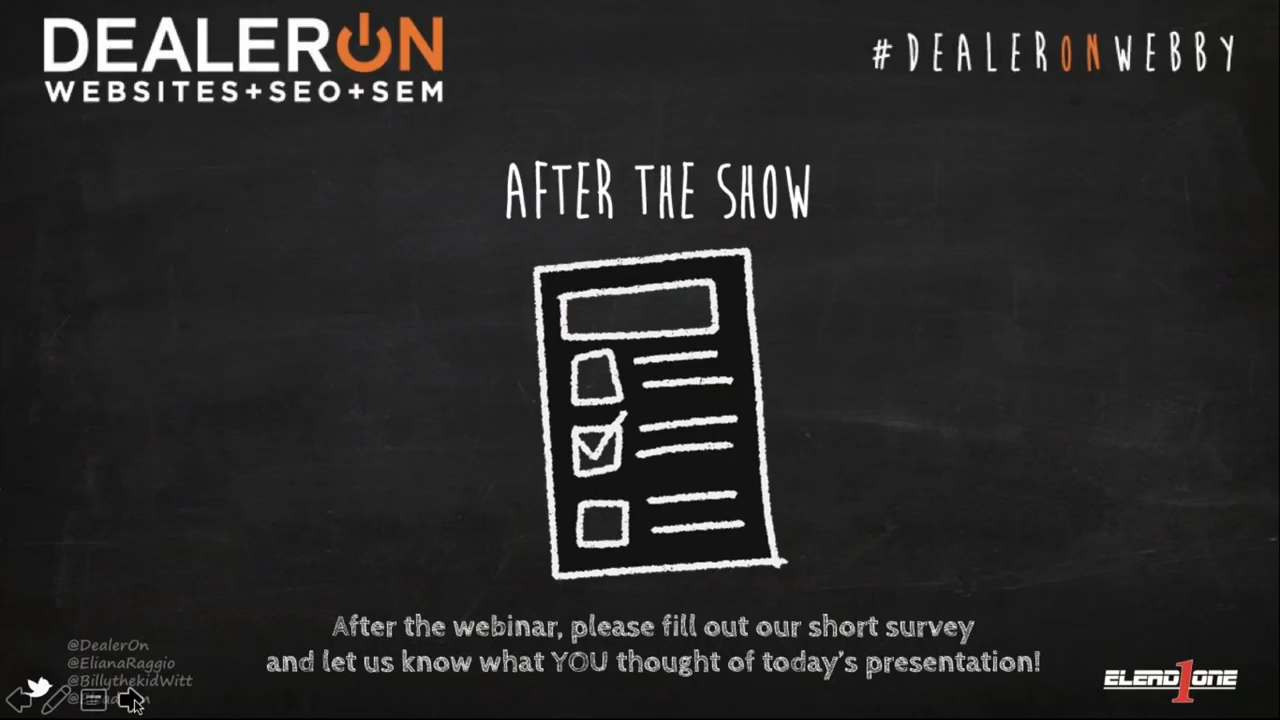 DEALERON
WEBSITES+SEO+SEM
#DEALERONWEBBY
AFTER THE SHOW
After the webinar, please fill out our short survey
and let us know what YOU thought of today's presentation!
@DealerOn
@ElianaRaggio
@BillythekidWitt
ELEAD1ONE